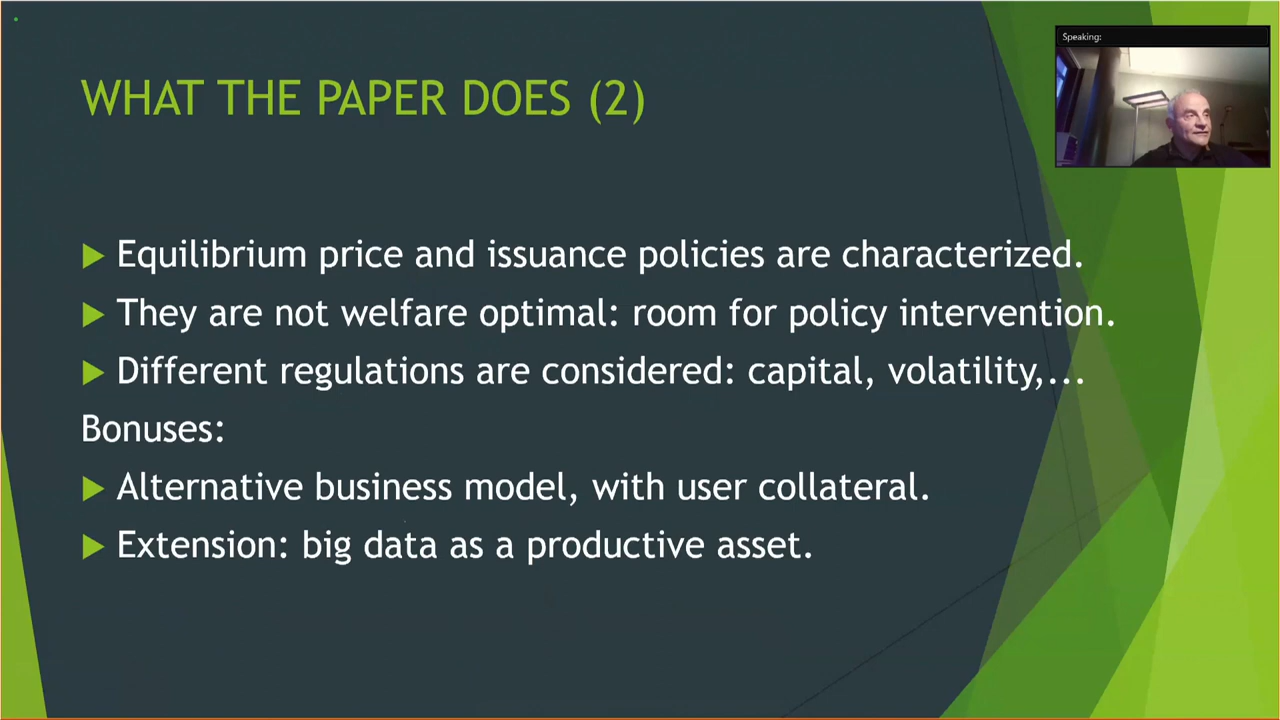 WHAT THE PAPER DOES (2)
Speaking:
Equilibrium price and issuance policies are characterized.
They are not welfare optimal: room for policy intervention.
Different regulations are considered: capital, volatility,...
Bonuses:
Alternative business model, with user collateral.
Extension: big data as a productive asset.